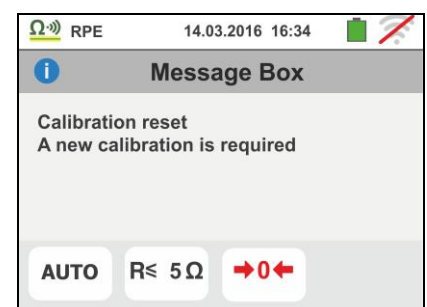 Ω RPE 14.03.2016 16:34
i Message Box
Calibration reset
A new calibration is required
AUTO R≤ 5Ω →0←